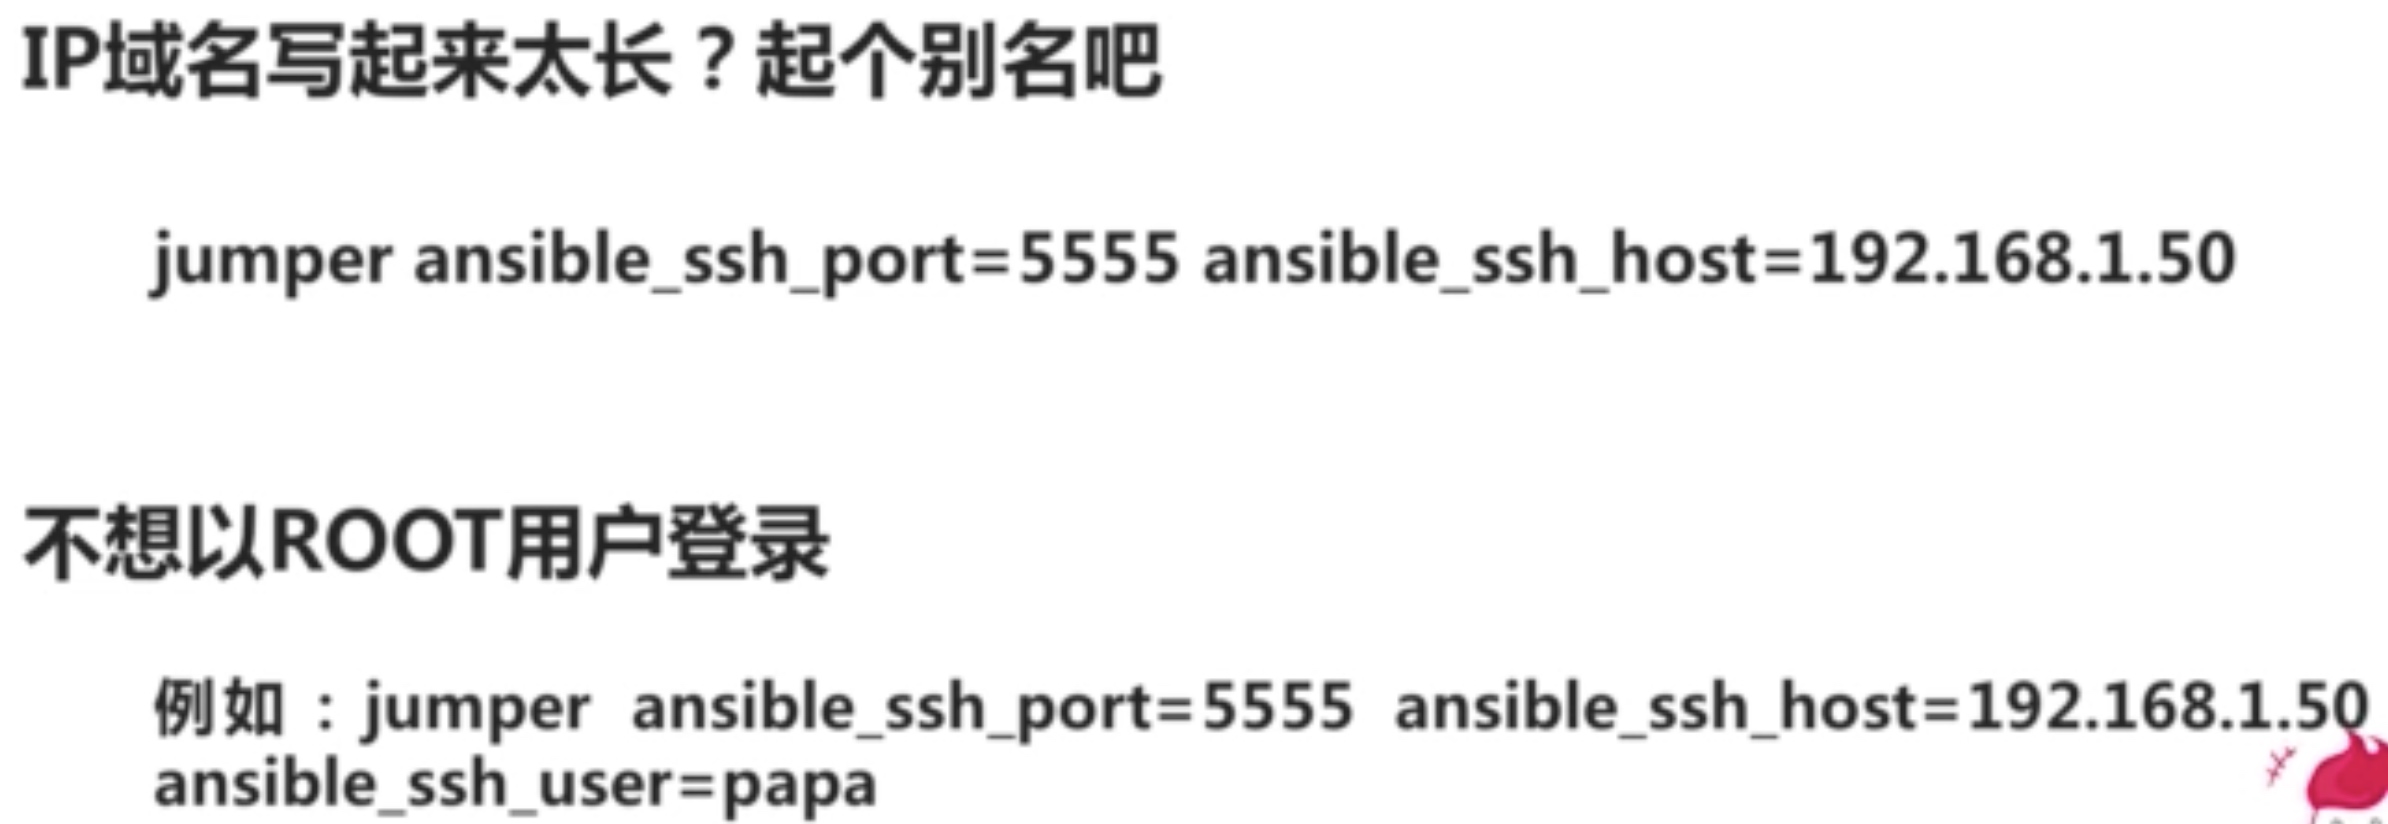 IP域名写起来太长？起个别名吧
jumper ansible_ssh_port=5555 ansible_ssh_host=192.168.1.50
不想以ROOT用户登录
例如：jumper ansible_ssh_port=5555 ansible_ssh_host=192.168.1.50
ansible_ssh_user=papa